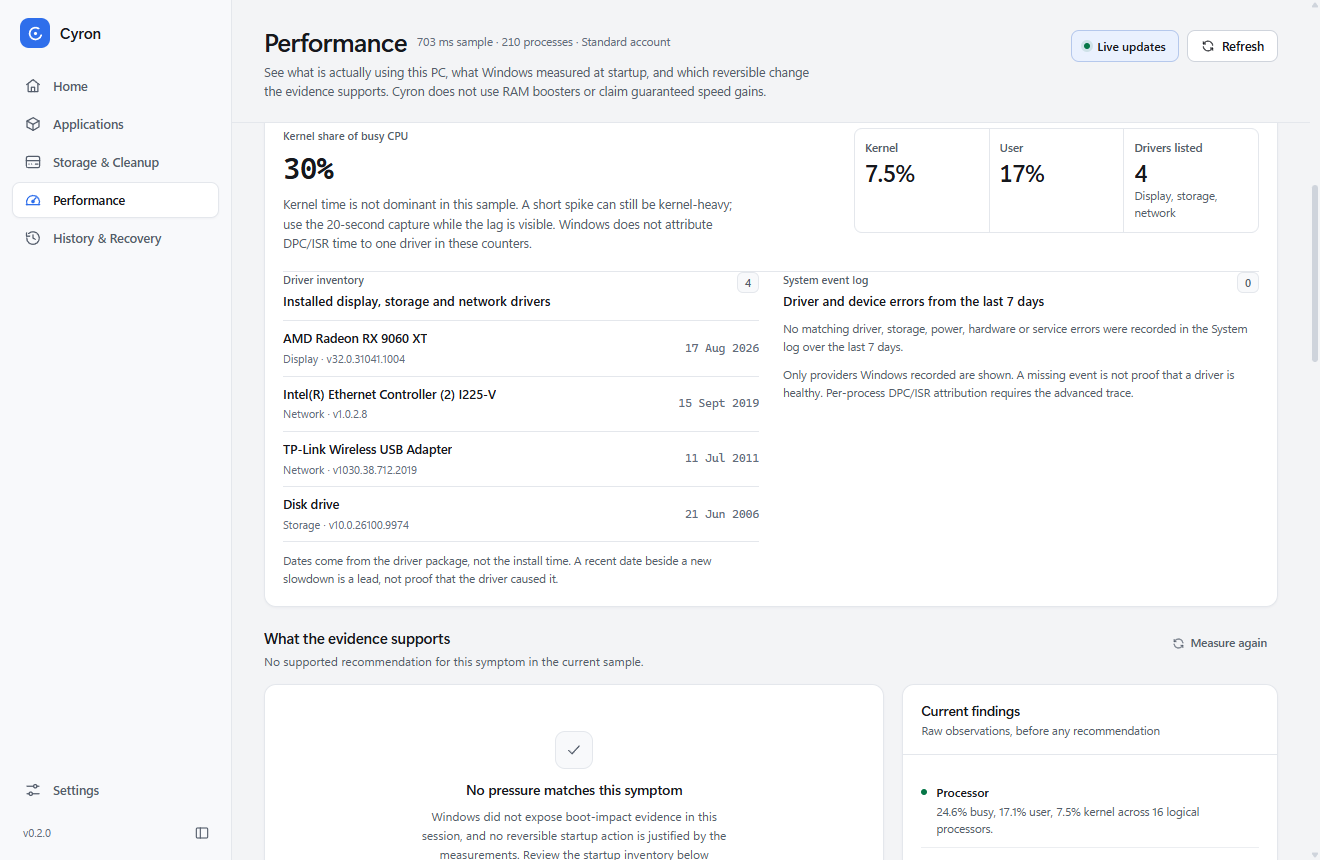 Cyron
Home
Applications
Storage & Cleanup
Performance
History & Recovery
Settings
v0.2.0
Performance
703 ms sample · 210 processes · Standard account
See what is actually using this PC, what Windows measured at startup, and which reversible change
the evidence supports. Cyron does not use RAM boosters or claim guaranteed speed gains.
Live updates
Refresh
Kernel share of busy CPU
30%
Kernel time is not dominant in this sample. A short spike can still be kernel-heavy;
use the 20-second capture while the lag is visible. Windows does not attribute
DPC/ISR time to one driver in these counters.
Kernel
7.5%
User
17%
Drivers listed
4
Display, storage,
network
Driver inventory
4
Installed display, storage and network drivers
AMD Radeon RX 9060 XT
Display · v32.0.31041.1004
17 Aug 2026
Intel(R) Ethernet Controller (2) I225-V
Network · v1.0.2.8
15 Sept 2019
TP-Link Wireless USB Adapter
Network · v1030.38.712.2019
11 Jul 2011
Disk drive
Storage · v10.0.26100.9974
21 Jun 2006
Dates come from the driver package, not the install time. A recent date beside a new
slowdown is a lead, not proof that the driver caused it.
System event log
0
Driver and device errors from the last 7 days
No matching driver, storage, power, hardware or service errors were recorded in the System
log over the last 7 days.
Only providers Windows recorded are shown. A missing event is not proof that a driver is
healthy. Per-process DPC/ISR attribution requires the advanced trace.
What the evidence supports
No supported recommendation for this symptom in the current sample.
Measure again
No pressure matches this symptom
Windows did not expose boot-impact evidence in this
session, and no reversible startup action is justified by the
measurements. Review the startup inventory below
Current findings
Raw observations, before any recommendation
Processor
24.6% busy, 17.1% user, 7.5% kernel across 16 logical
processors.